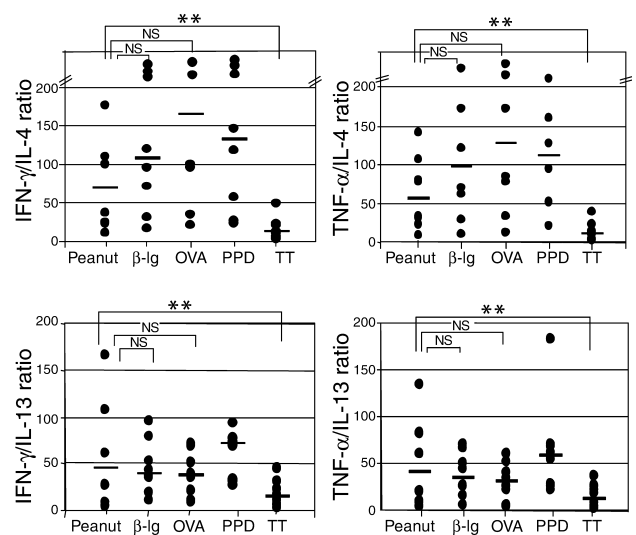 **
NS
NS
IFN-γ/IL-4 ratio
200
150
100
50
0
Peanut β-lg OVA PPD TT
**
NS
NS
TNF-α/IL-4 ratio
200
150
100
50
0
Peanut β-lg OVA PPD TT
**
NS
NS
IFN-γ/IL-13 ratio
200
150
100
50
0
Peanut β-lg OVA PPD TT
**
NS
NS
TNF-α/IL-13 ratio
200
150
100
50
0
Peanut β-lg OVA PPD TT